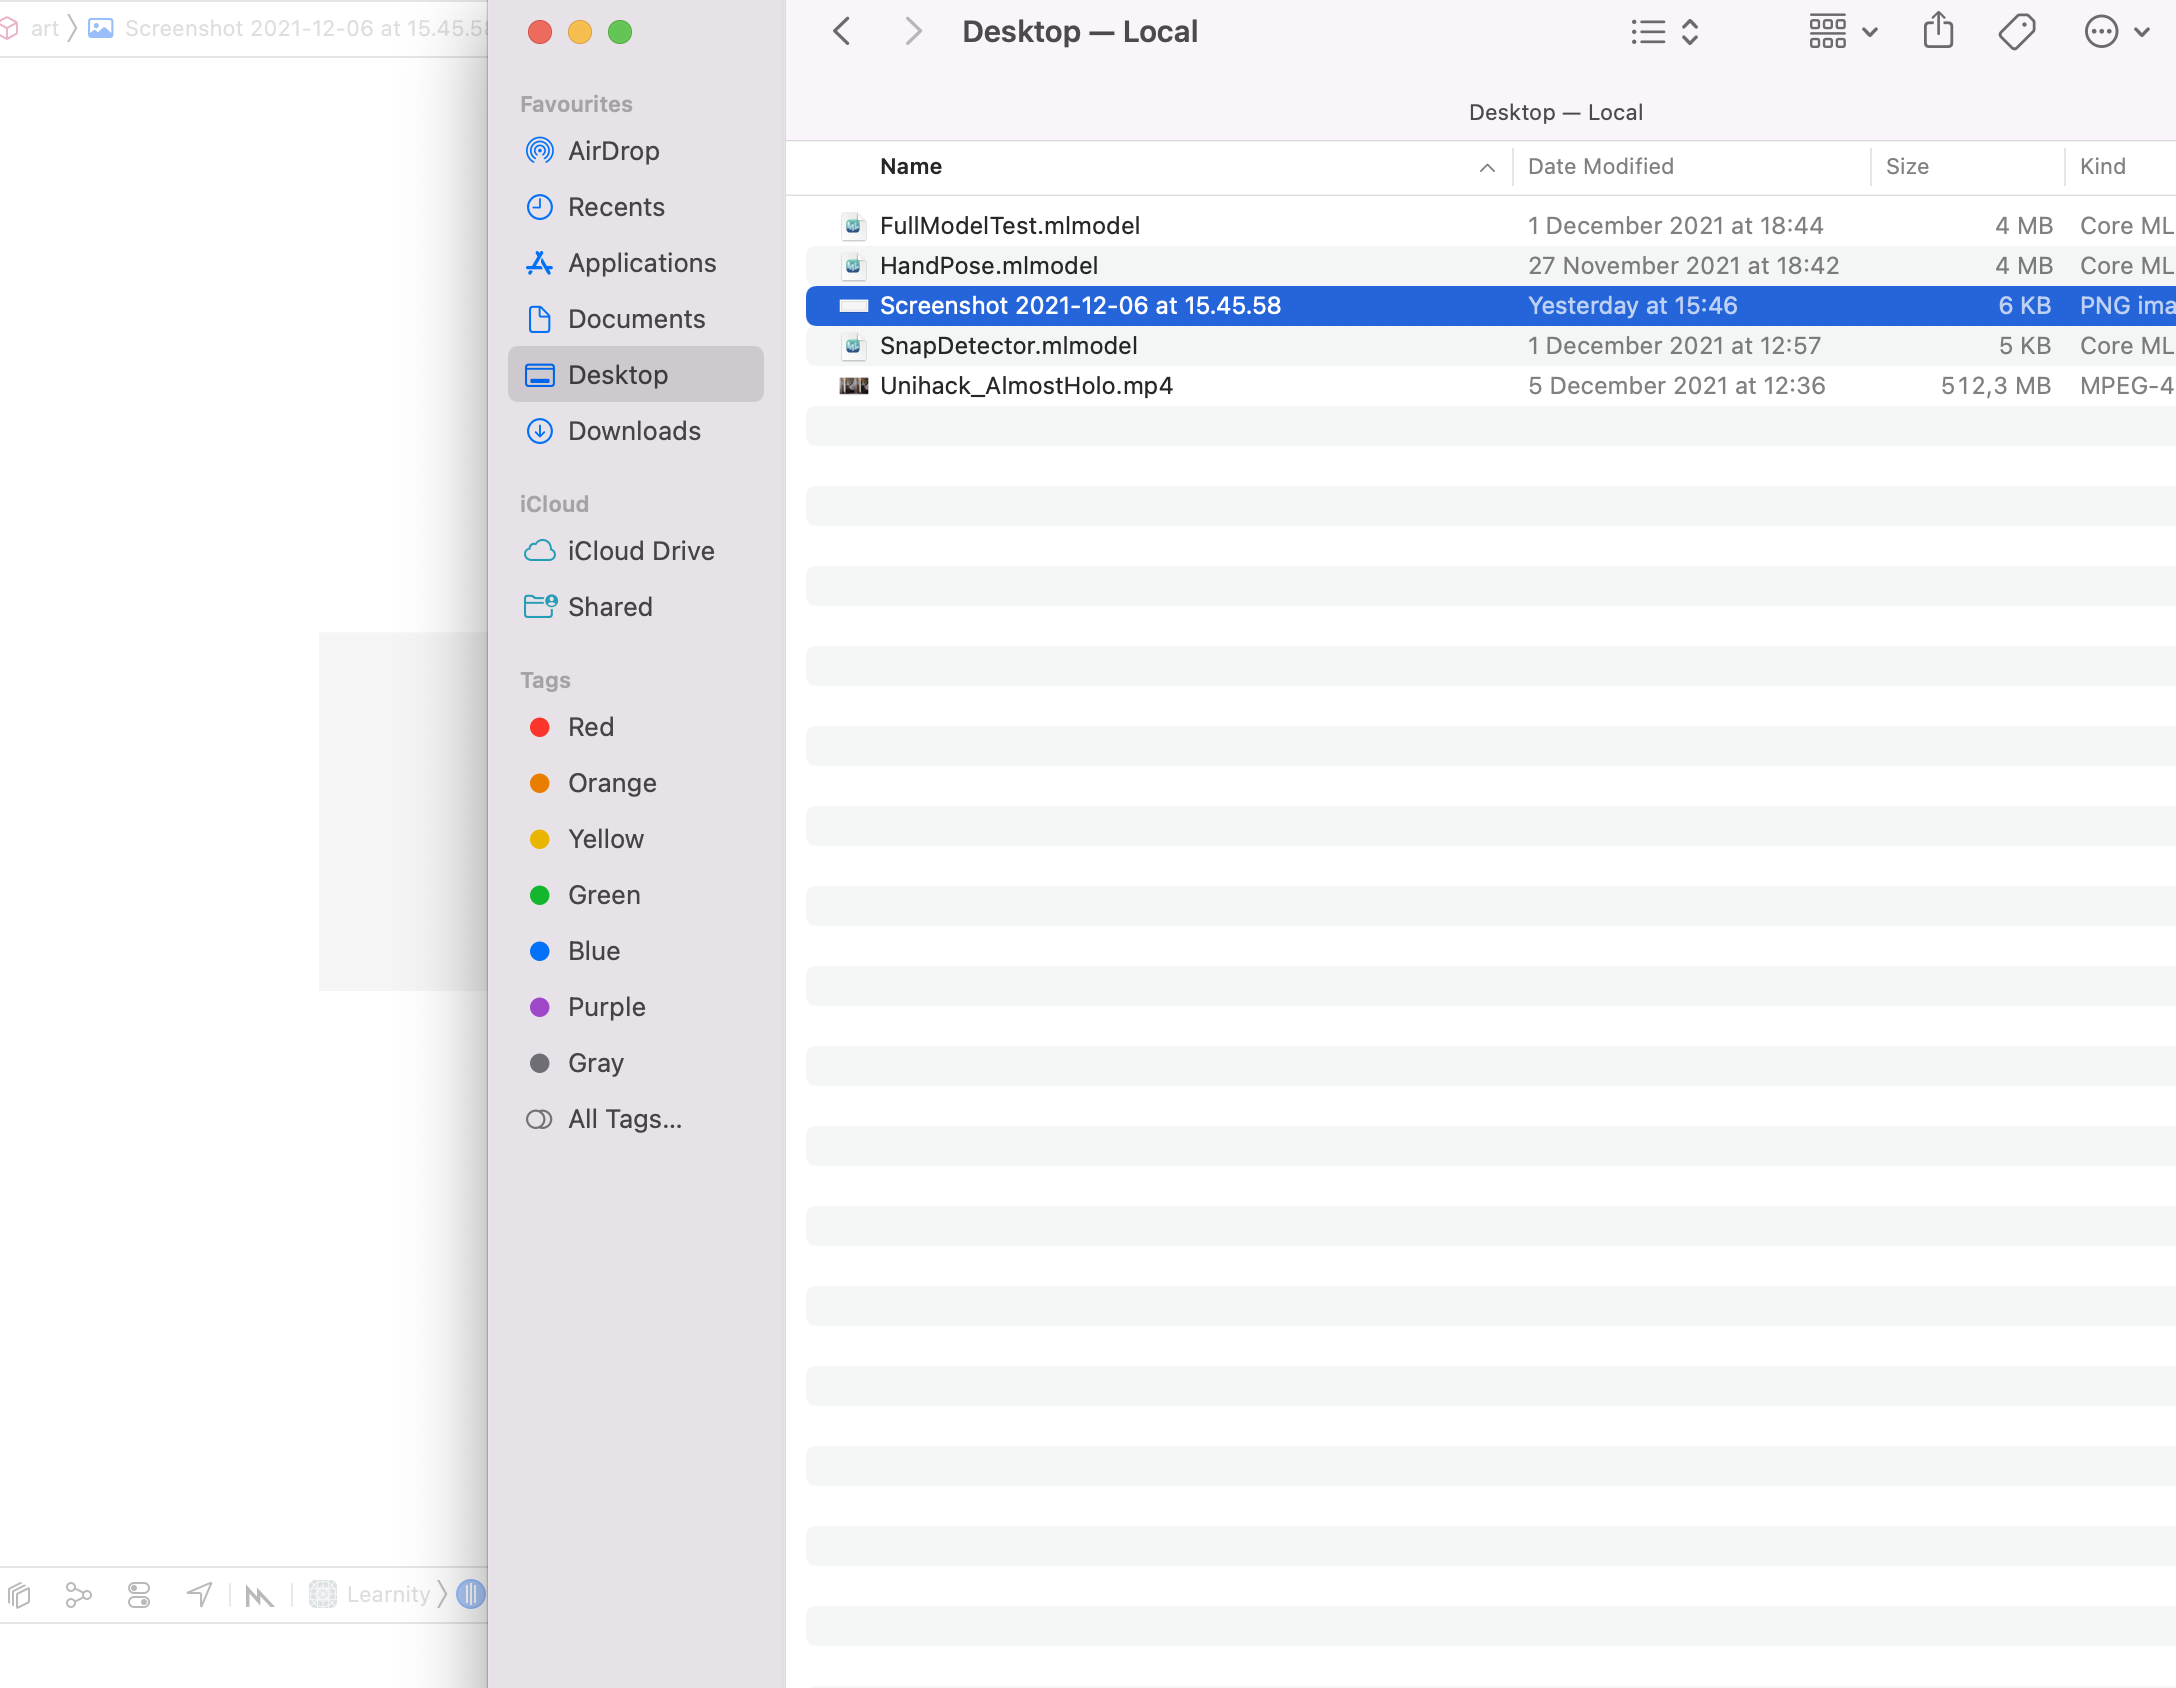 art
Screenshot 2021-12-06 at 15.45.58
Desktop — Local
Desktop — Local
Favourites
AirDrop
Recents
Applications
Documents
Desktop
Downloads
iCloud
iCloud Drive
Shared
Tags
Red
Orange
Yellow
Green
Blue
Purple
Gray
All Tags...
Name Date Modified Size Kind
FullModelTest.mlmodel 1 December 2021 at 18:44 4 MB Core ML
HandPose.mlmodel 27 November 2021 at 18:42 4 MB Core ML
Screenshot 2021-12-06 at 15.45.58 Yesterday at 15:46 6 KB PNG ima
SnapDetector.mlmodel 1 December 2021 at 12:57 5 KB Core ML
Unihack_AlmostHolo.mp4 5 December 2021 at 12:36 512,3 MB MPEG-4
Learnity